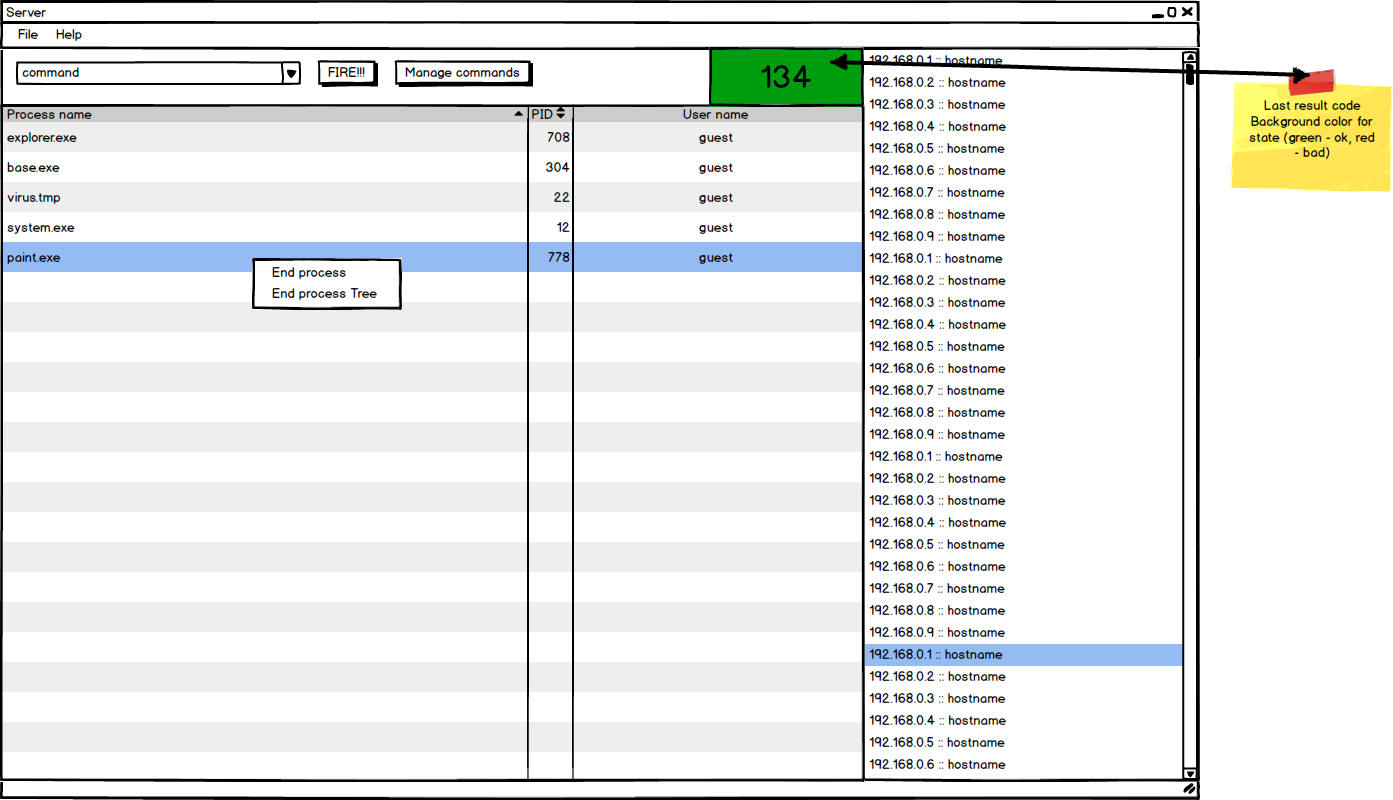 Server
File Help
command
FIRE!!!
Manage commands
134
Process name PID User name
explorer.exe 708 guest
base.exe 304 guest
virus.tmp 22 guest
system.exe 12 guest
paint.exe 778 guest
End process
End process Tree
192.168.0.1 :: hostname
192.168.0.2 :: hostname
192.168.0.3 :: hostname
192.168.0.4 :: hostname
192.168.0.5 :: hostname
192.168.0.6 :: hostname
192.168.0.7 :: hostname
192.168.0.8 :: hostname
192.168.0.9 :: hostname
192.168.0.1 :: hostname
192.168.0.2 :: hostname
192.168.0.3 :: hostname
192.168.0.4 :: hostname
192.168.0.5 :: hostname
192.168.0.6 :: hostname
192.168.0.7 :: hostname
192.168.0.8 :: hostname
192.168.0.9 :: hostname
192.168.0.1 :: hostname
192.168.0.2 :: hostname
192.168.0.3 :: hostname
192.168.0.4 :: hostname
192.168.0.5 :: hostname
192.168.0.6 :: hostname
192.168.0.7 :: hostname
192.168.0.8 :: hostname
192.168.0.9 :: hostname
192.168.0.1 :: hostname
192.168.0.2 :: hostname
192.168.0.3 :: hostname
192.168.0.4 :: hostname
192.168.0.5 :: hostname
192.168.0.6 :: hostname
Last result code
Background color for
state (green - ok, red
- bad)